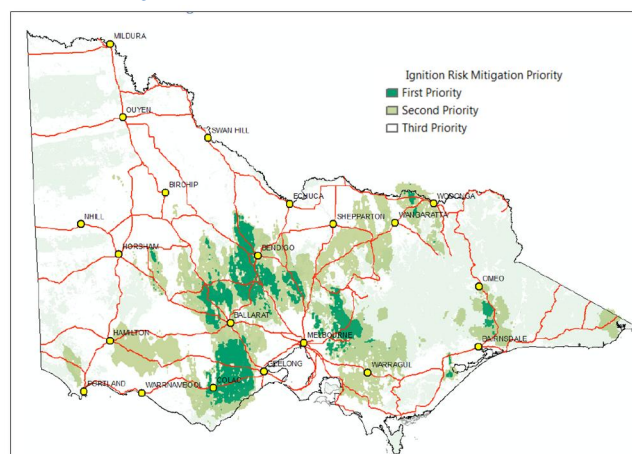 MILDURA
OUYEN
SWAN HILL
Ignition Risk Mitigation Priority
First Priority
Second Priority
Third Priority
BIRCHIP
ECHUCA
WODONGA
NHILL
SHEPPARTON
WANGARATTA
HORSHAM
BENDIGO
OMEO
BALLARAT
HAMILTON
MELBOURNE
BAIRNSDALE
GEELONG
WARRAGUL
PORTLAND
WARRNAMBOOL
COLAC